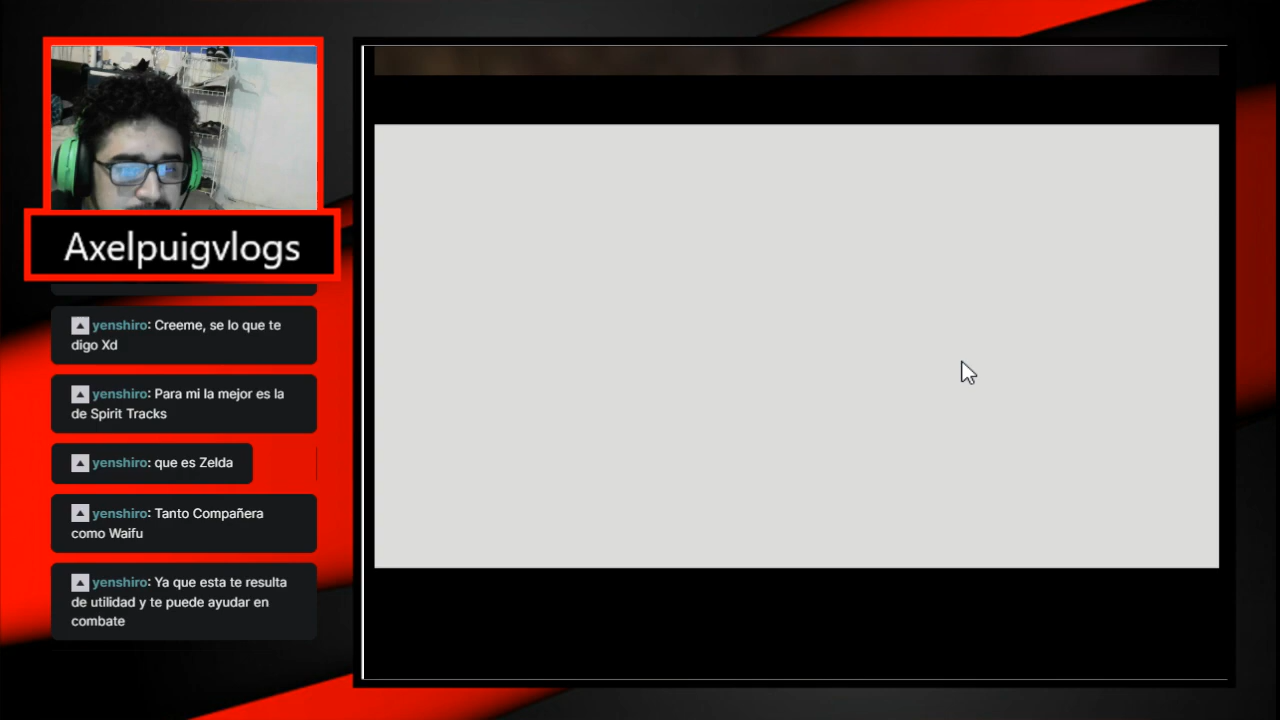 Axelpuigvlogs
yenshiro: Creeme, se lo que te
digo Xd
yenshiro: Para mi la mejor es la
de Spirit Tracks
yenshiro: que es Zelda
yenshiro: Tanto Compañera
como Waifu
yenshiro: Ya que esta te resulta
de utilidad y te puede ayudar en
combate